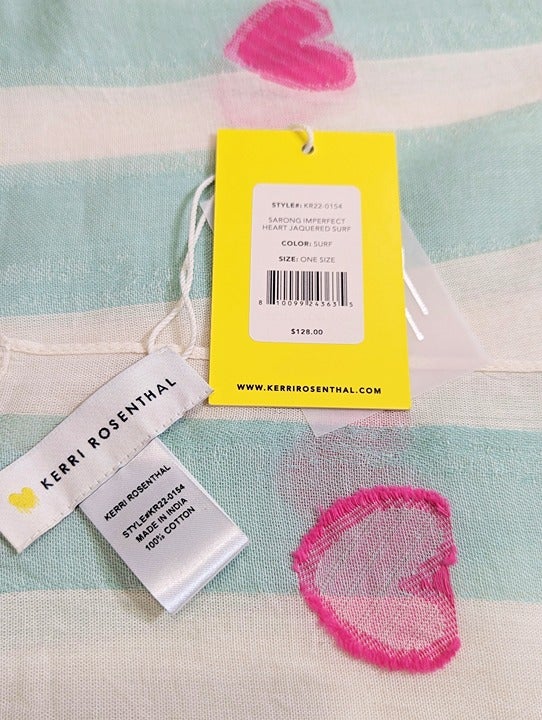 STYLE#: KR22-0154
SARONG IMPERFECT
HEART JAQUERED SURF
COLOR: SURF
SIZE: ONE SIZE
8 10099 24363 5
$128.00
WWW.KERRIROSENTHAL.COM
KERRI ROSENTHAL
KERRI ROSENTHAL
STYLE#KR22-0154
MADE IN INDIA
100% COTTON